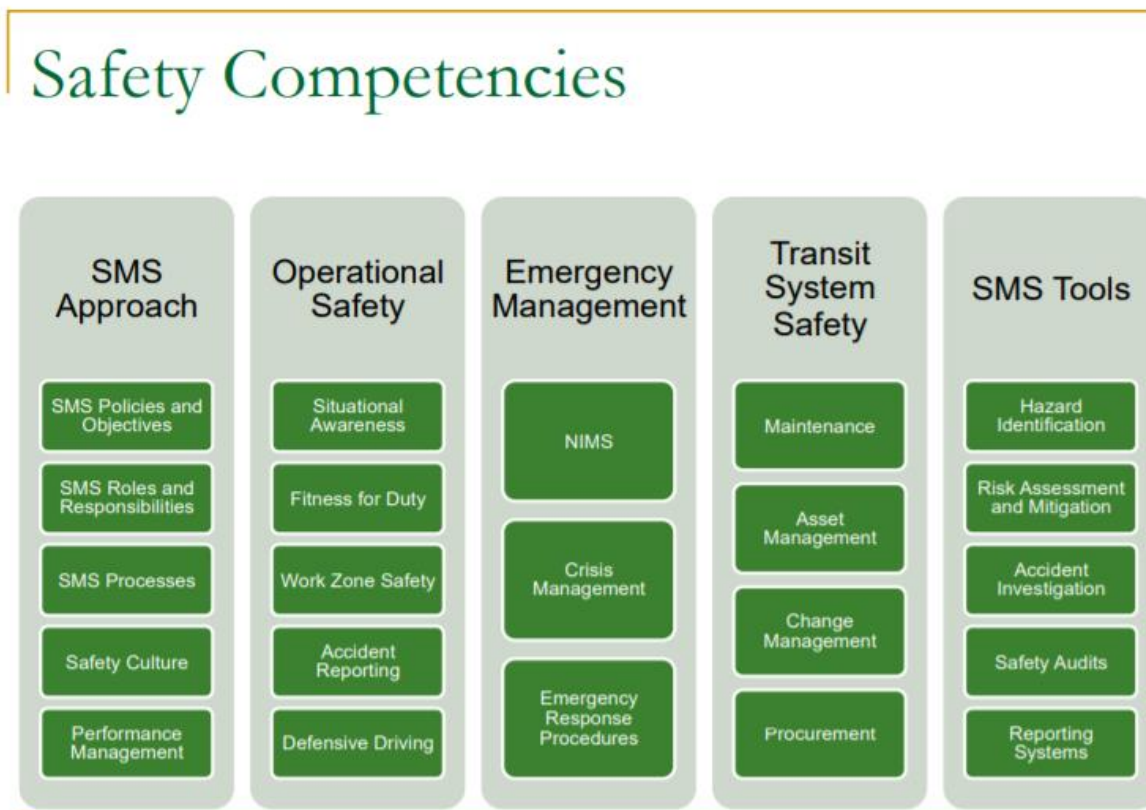 Safety Competencies
SMS
Approach
SMS Policies and
Objectives
SMS Roles and
Responsibilities
SMS Processes
Safety Culture
Performance
Management
Operational
Safety
Situational
Awareness
Fitness for Duty
Work Zone Safety
Accident
Reporting
Defensive Driving
Emergency
Management
NIMS
Crisis
Management
Emergency
Response
Procedures
Transit
System
Safety
Maintenance
Asset
Management
Change
Management
Procurement
SMS Tools
Hazard
Identification
Risk Assessment
and Mitigation
Accident
Investigation
Safety Audits
Reporting
Systems